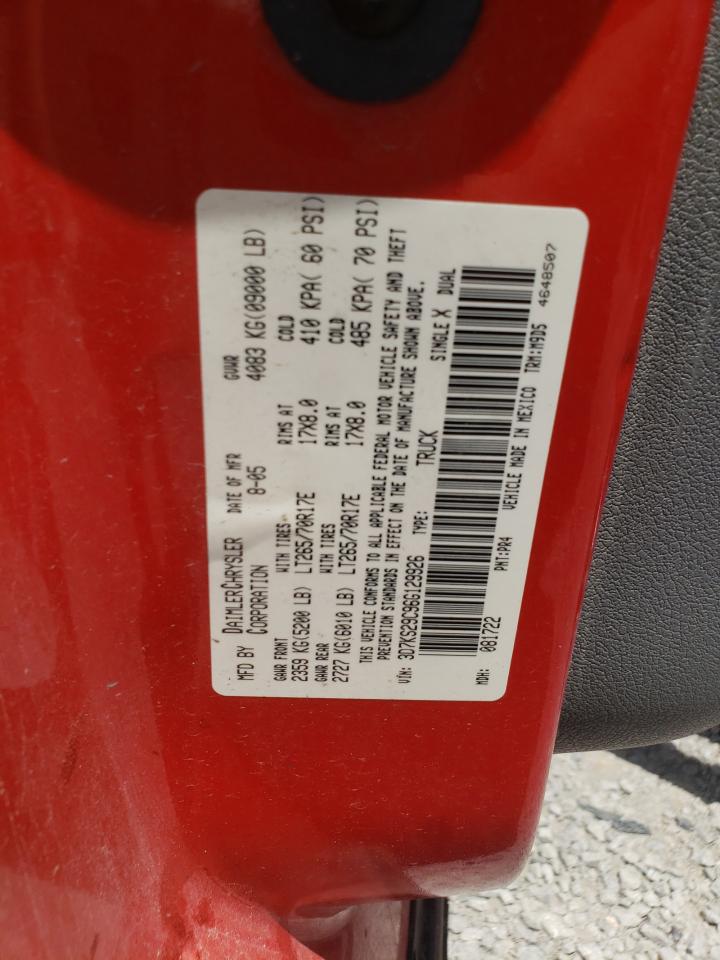 MFD BY DAIMLERCHRYSLER CORPORATION DATE OF MFR 8-05 GVWR 4083 KG(09000 LB)
GAWR FRONT WITH TIRES RIMS AT COLD
2359 KG(5200 LB) LT265/70R17E 17X8.0 410 KPA( 60 PSI)
GAWR REAR WITH TIRES RIMS AT COLD
2727 KG(6010 LB) LT265/70R17E 17X8.0 485 KPA( 70 PSI)
THIS VEHICLE CONFORMS TO ALL APPLICABLE FEDERAL MOTOR VEHICLE SAFETY AND THEFT
PREVENTION STANDARDS IN EFFECT ON THE DATE OF MANUFACTURE SHOWN ABOVE.
VIN: 3D7KS29C96G129926 TYPE: TRUCK SINGLE X DUAL
MDH: 081722 PNT:PR4 VEHICLE MADE IN MEXICO TRM:M9D5 4648507